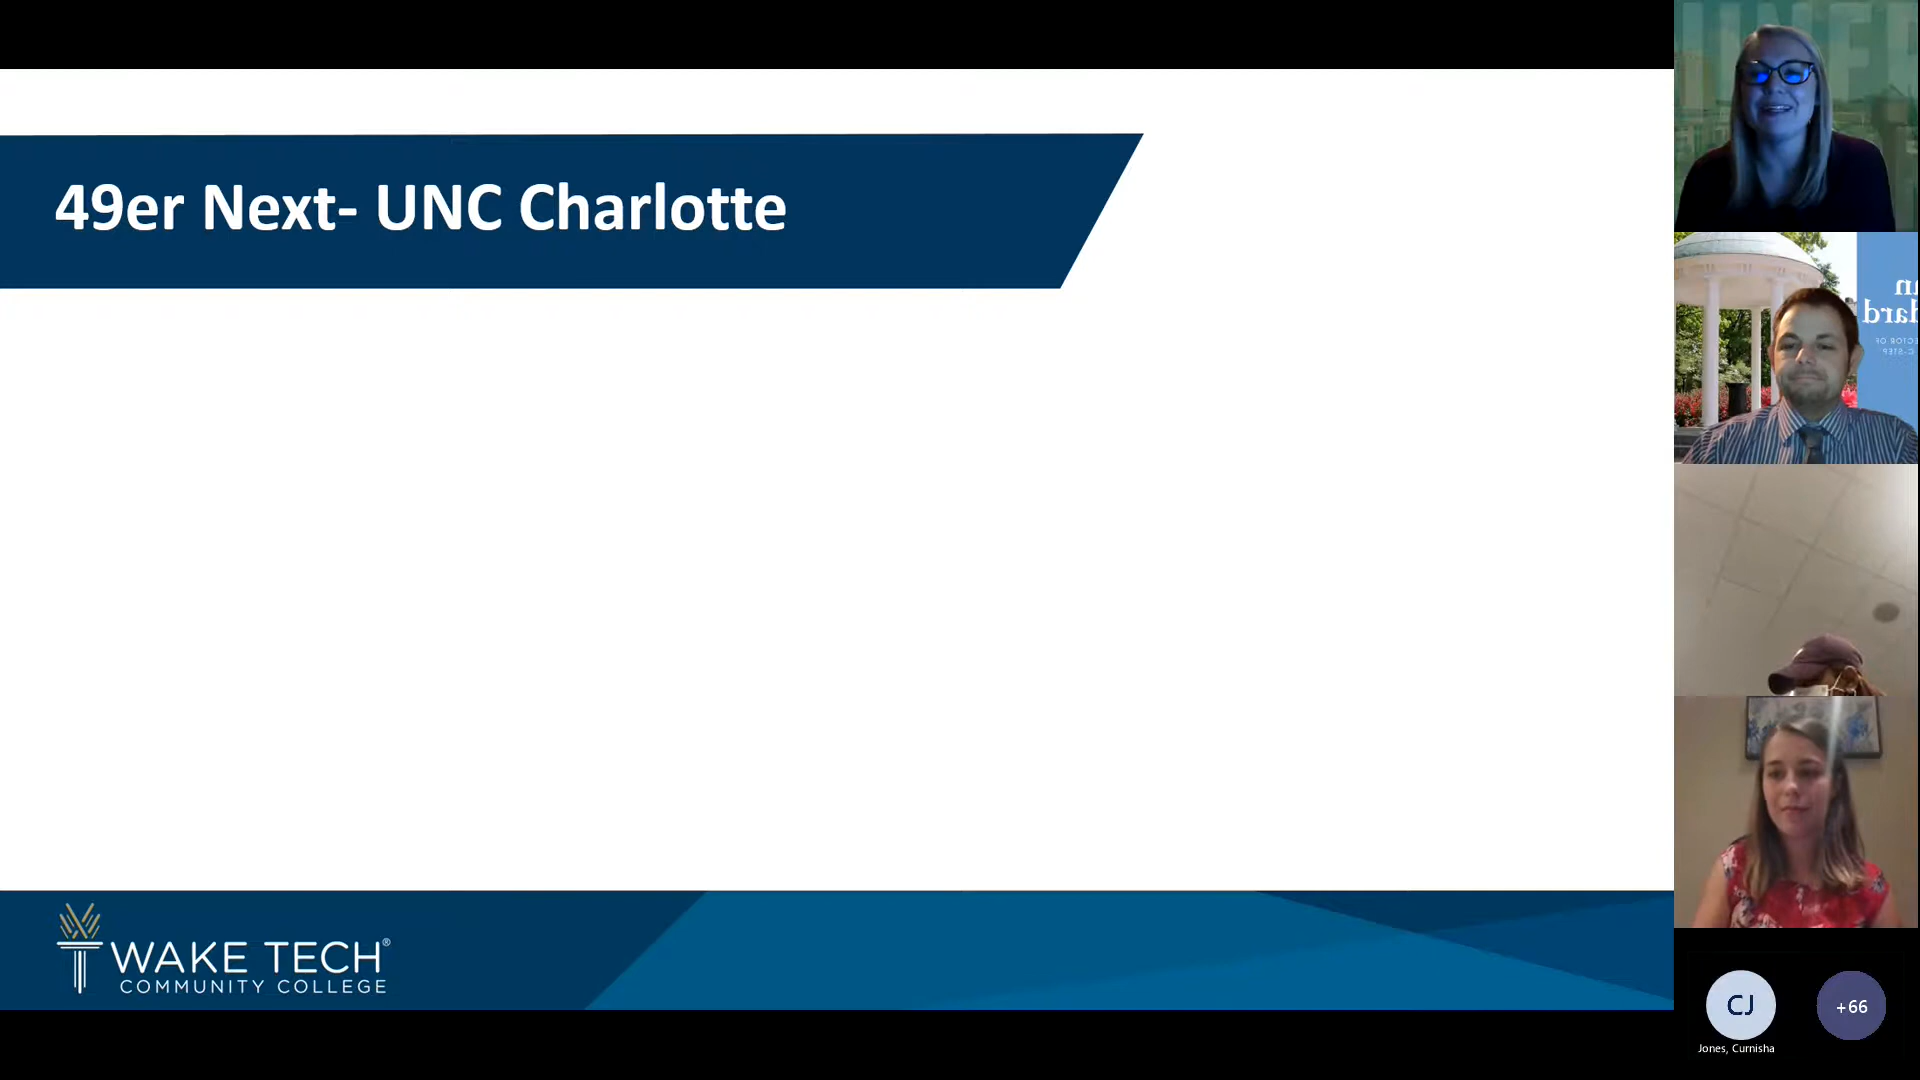 49er Next- UNC Charlotte
WAKE TECH®
COMMUNITY COLLEGE
CJ
Jones, Curnisha
+66